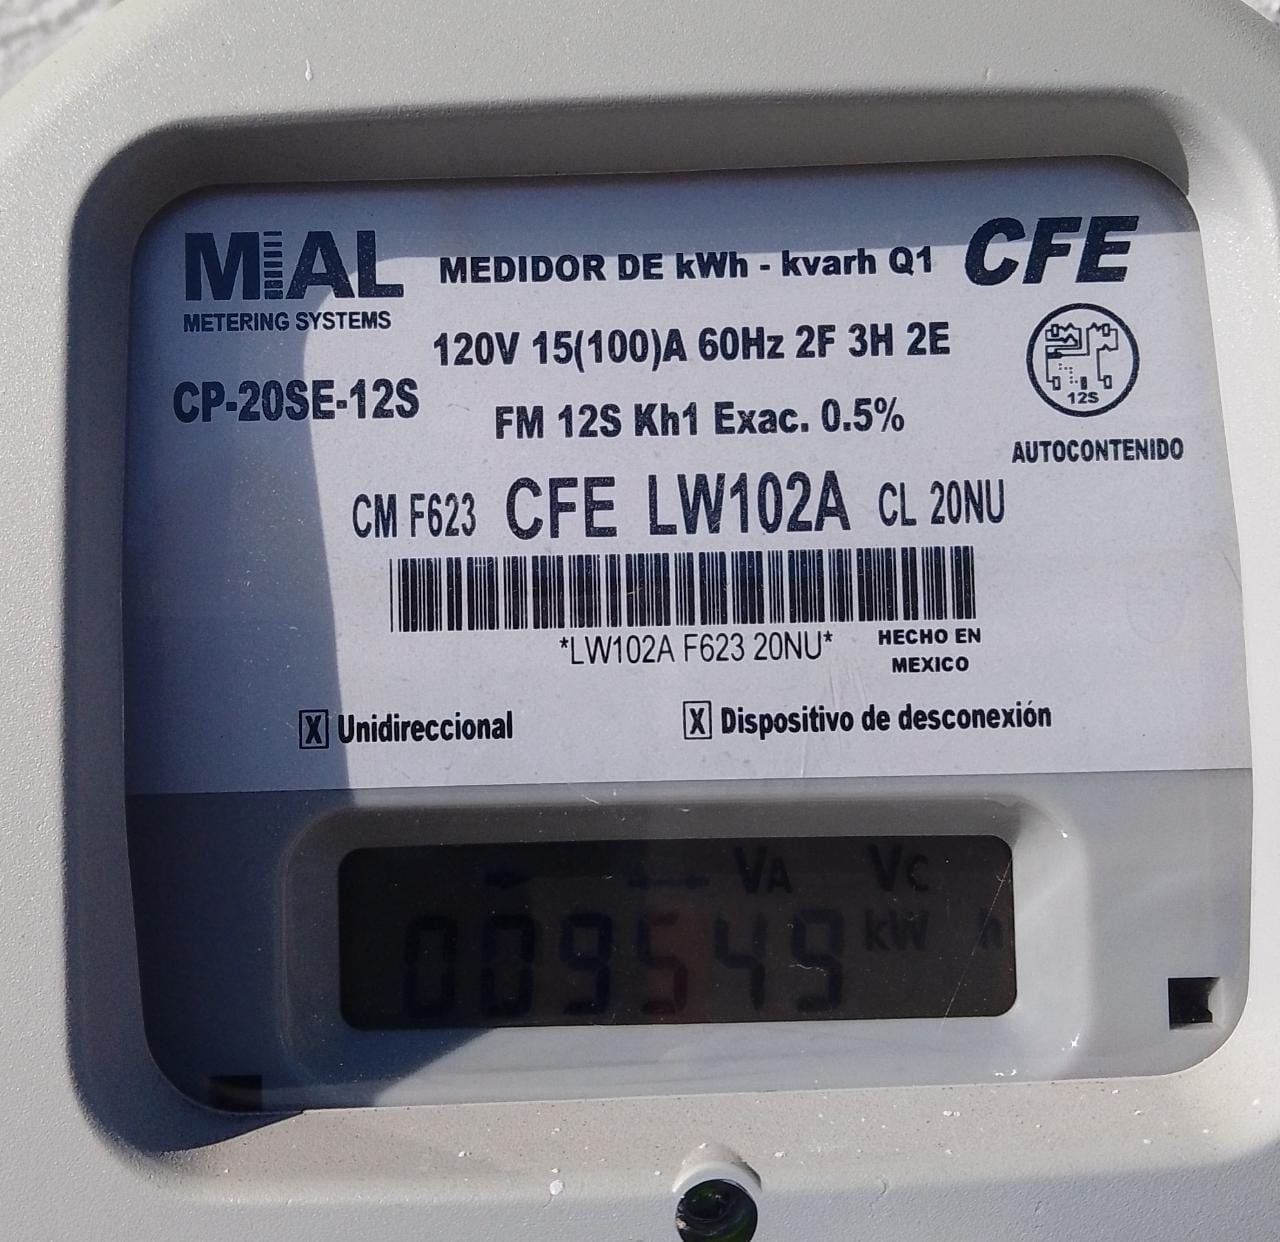 MIAL MEDIDOR DE kWh - kvarh Q1 CFE
METERING SYSTEMS
120V 15(100)A 60Hz 2F 3H 2E
CP-20SE-12S
FM 12S Kh1 Exac. 0.5%
12S
AUTOCONTENIDO
CM F623 CFE LW102A CL 20NU
*LW102A F623 20NU*
HECHO EN
MEXICO
X Unidireccional
X Dispositivo de desconexión
VA VC
009549 kW h